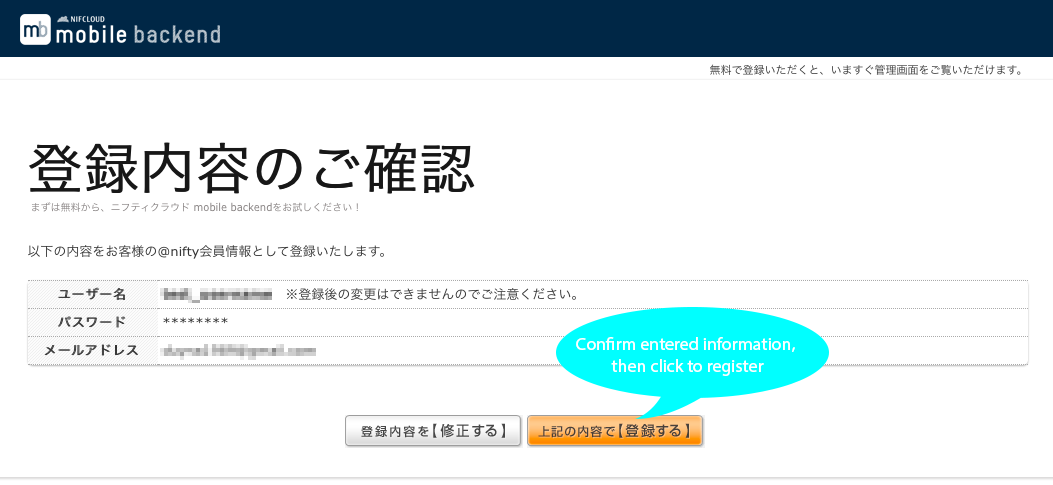 mb NIFCLOUD
mobile backend
無料で登録いただくと、いますぐ管理画面をご覧いただけます。
登録内容のご確認
まずは無料から、ニフティクラウド mobile backendをお試しください！
以下の内容をお客様の@nifty会員情報として登録いたします。
ユーザー名 ※登録後の変更はできませんのでご注意ください。
パスワード ********
メールアドレス
Confirm entered information,
then click to register
登録内容を【修正する】 上記の内容で【登録する】